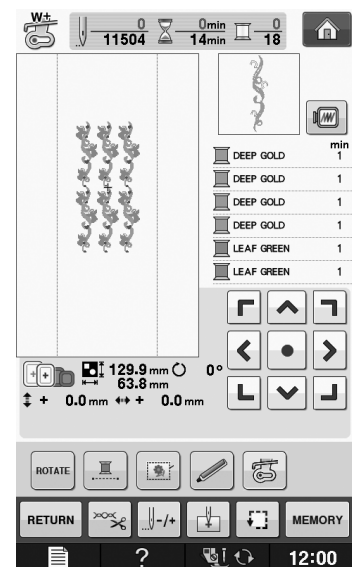 W+
0 0min 0
11504 14min 18
min
DEEP GOLD 1
DEEP GOLD 1
DEEP GOLD 1
DEEP GOLD 1
LEAF GREEN 1
LEAF GREEN 1
129.9 mm 0°
63.8 mm
+ 0.0 mm + 0.0 mm
ROTATE
RETURN -/+ MEMORY
? 12:00